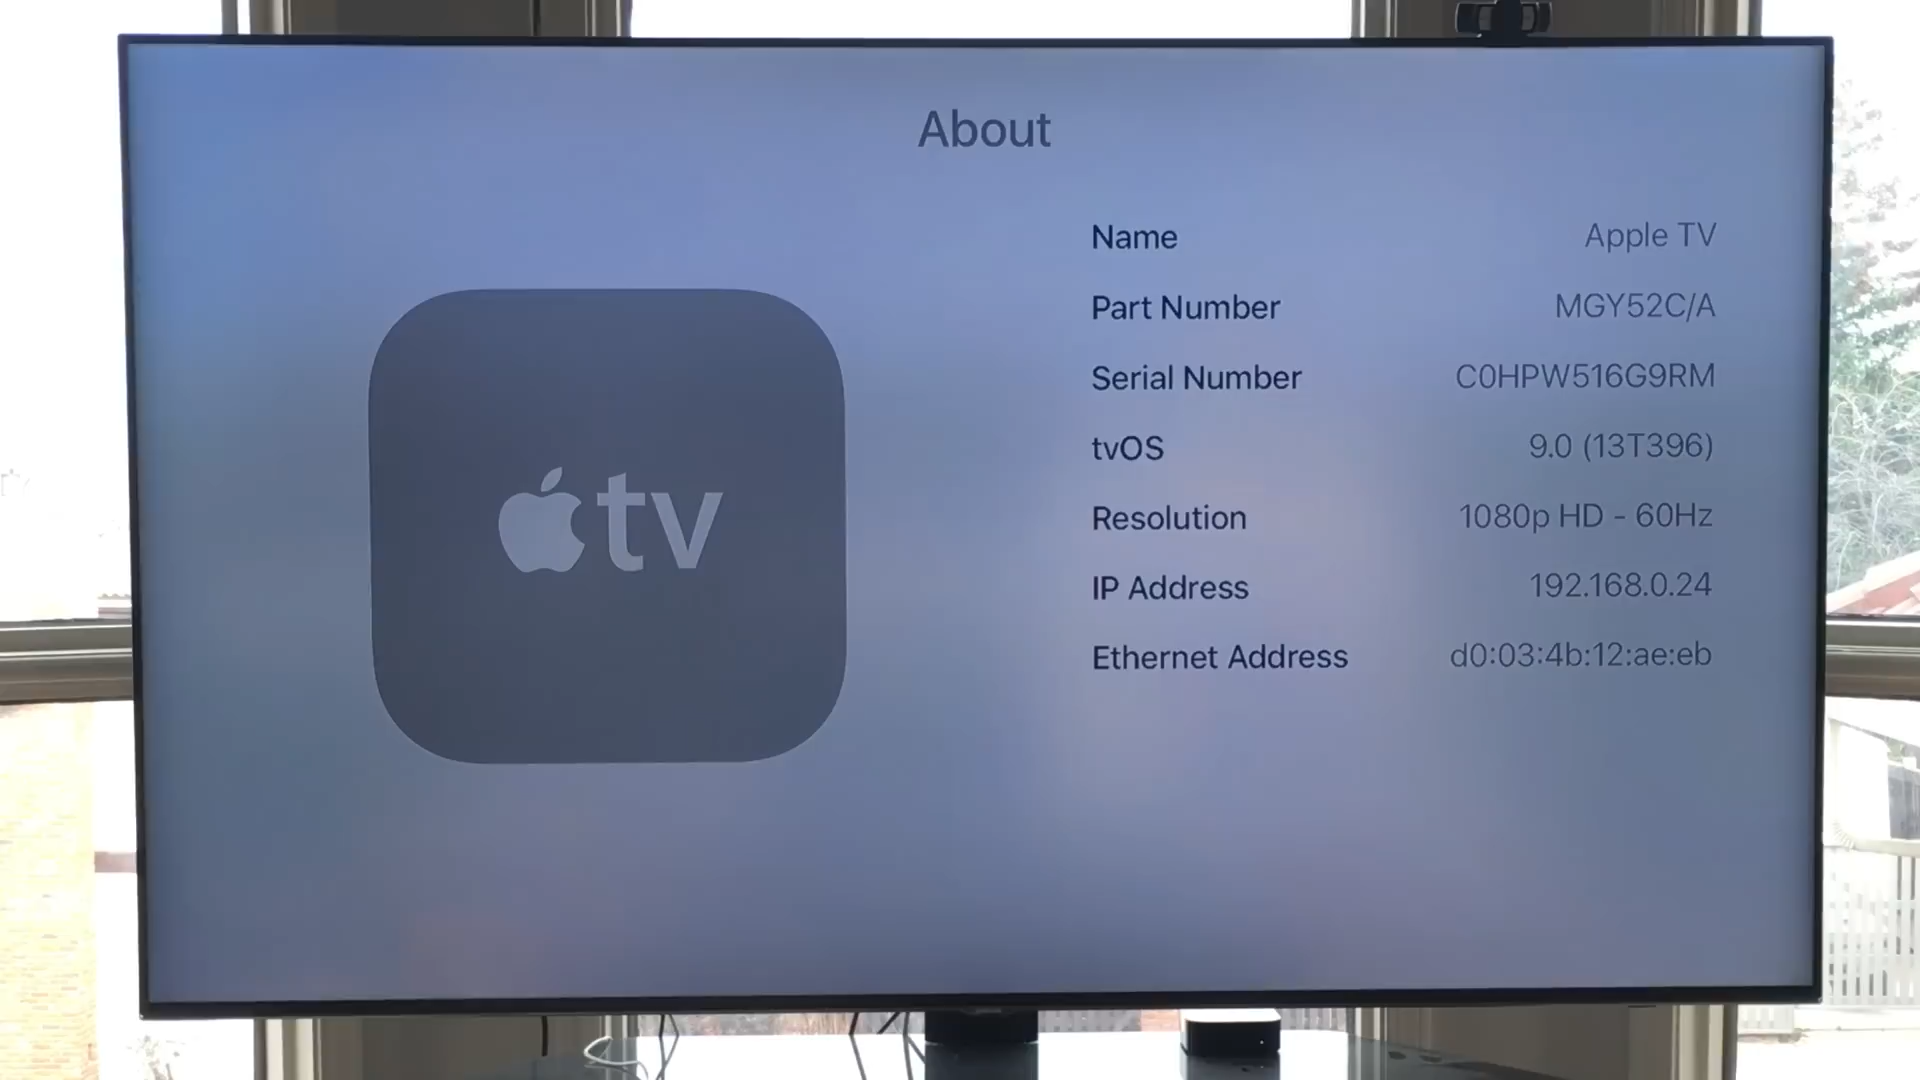 About
Name Apple TV
Part Number MGY52C/A
Serial Number C0HPW516G9RM
tvOS 9.0 (13T396)
Resolution 1080p HD - 60Hz
IP Address 192.168.0.24
Ethernet Address d0:03:4b:12:ae:eb
tv